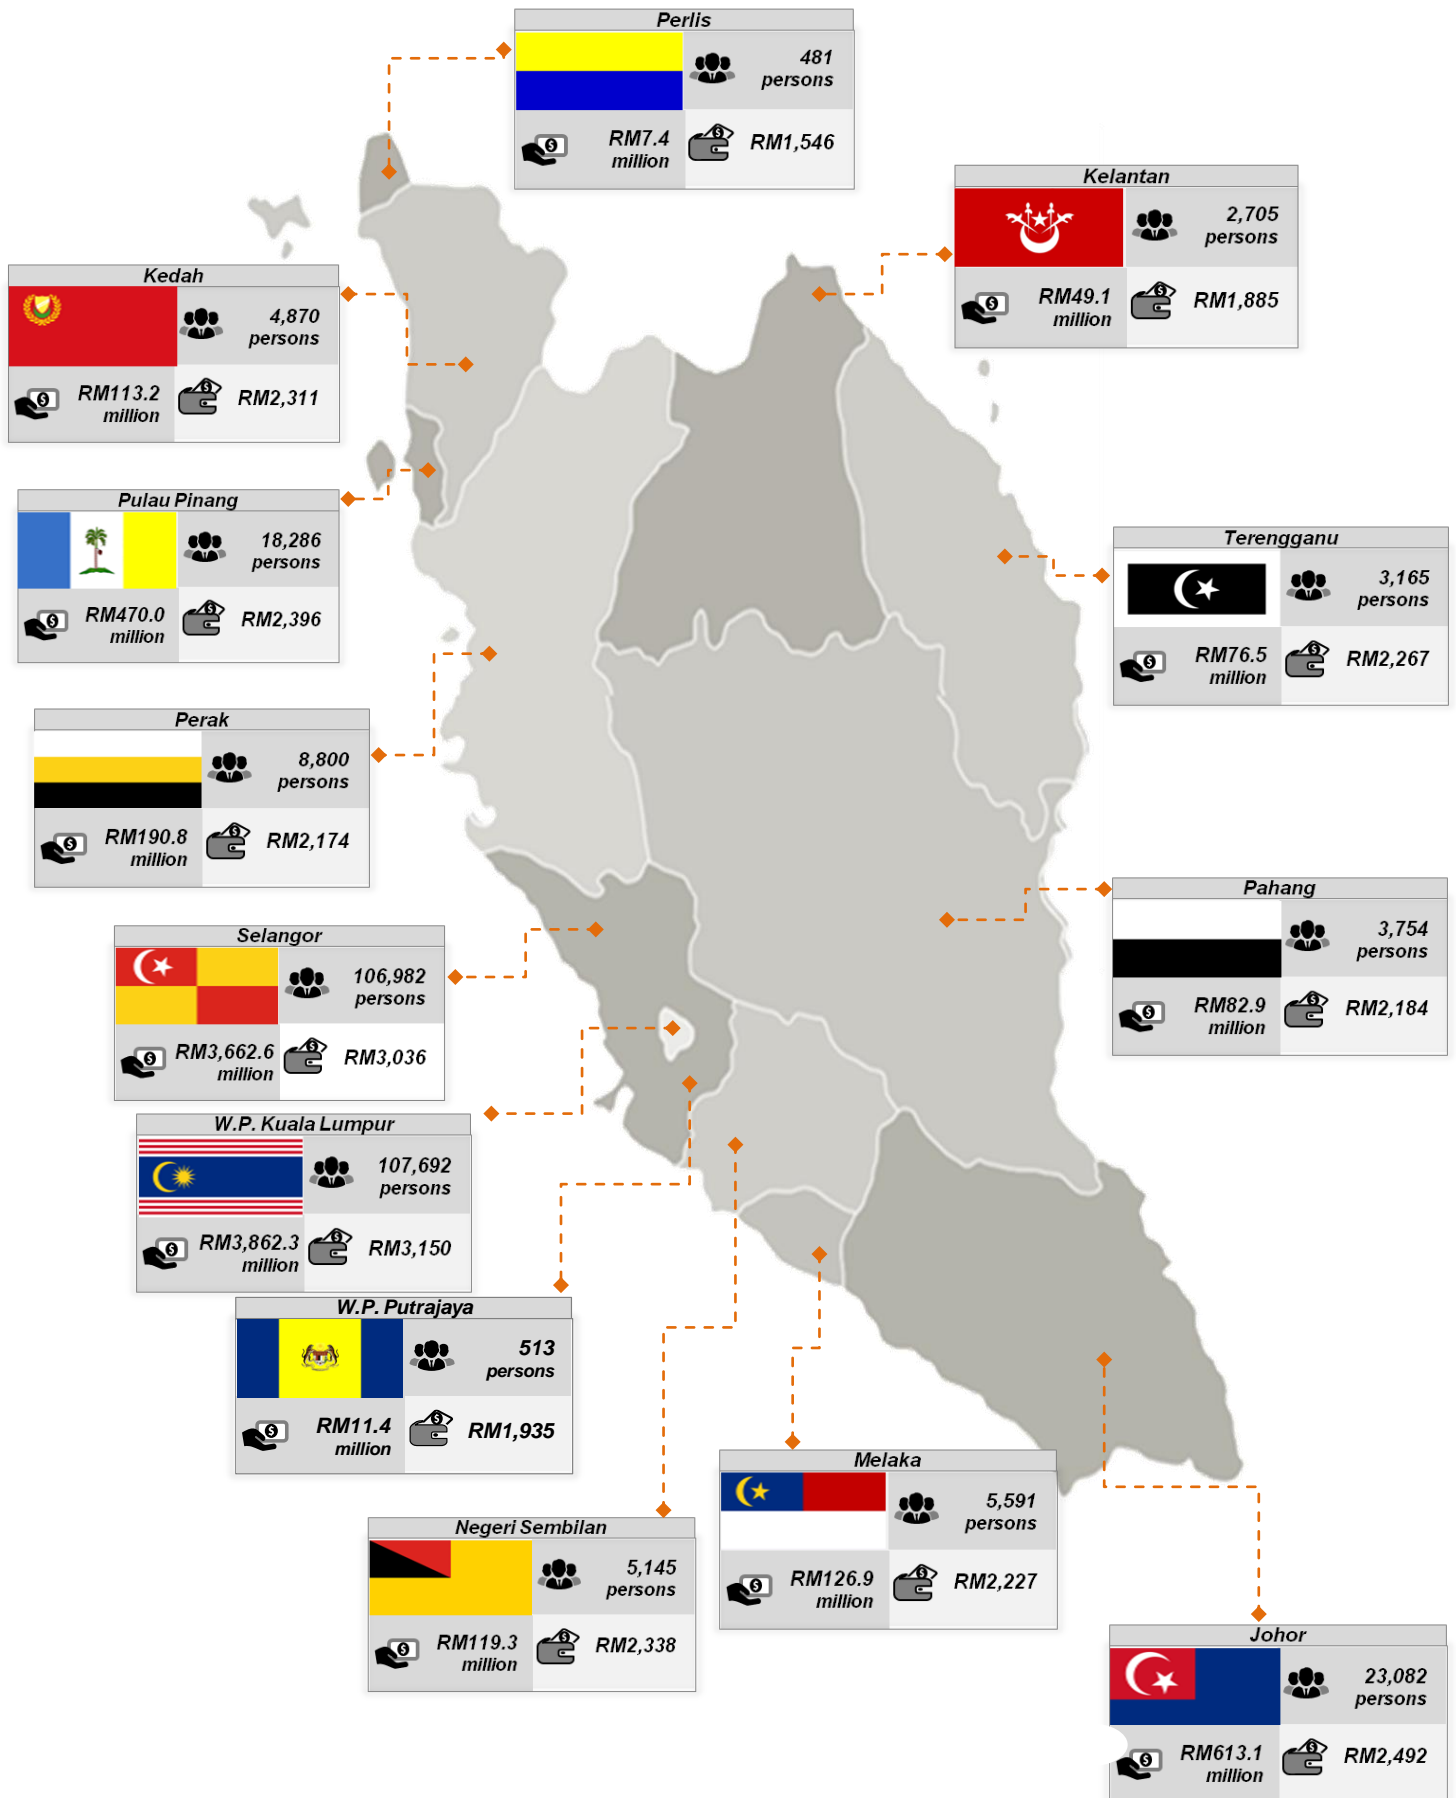 Perlis
481
persons
RM7.4
million
RM1,546
Kelantan
2,705
persons
RM49.1
million
RM1,885
Kedah
4,870
persons
RM113.2
million
RM2,311
Pulau Pinang
18,286
persons
RM470.0
million
RM2,396
Terengganu
3,165
persons
RM76.5
million
RM2,267
Perak
8,800
persons
RM190.8
million
RM2,174
Pahang
3,754
persons
RM82.9
million
RM2,184
Selangor
106,982
persons
RM3,662.6
million
RM3,036
W.P. Kuala Lumpur
107,692
persons
RM3,862.3
million
RM3,150
W.P. Putrajaya
513
persons
RM11.4
million
RM1,935
Melaka
5,591
persons
RM126.9
million
RM2,227
Negeri Sembilan
5,145
persons
RM119.3
million
RM2,338
Johor
23,082
persons
RM613.1
million
RM2,492